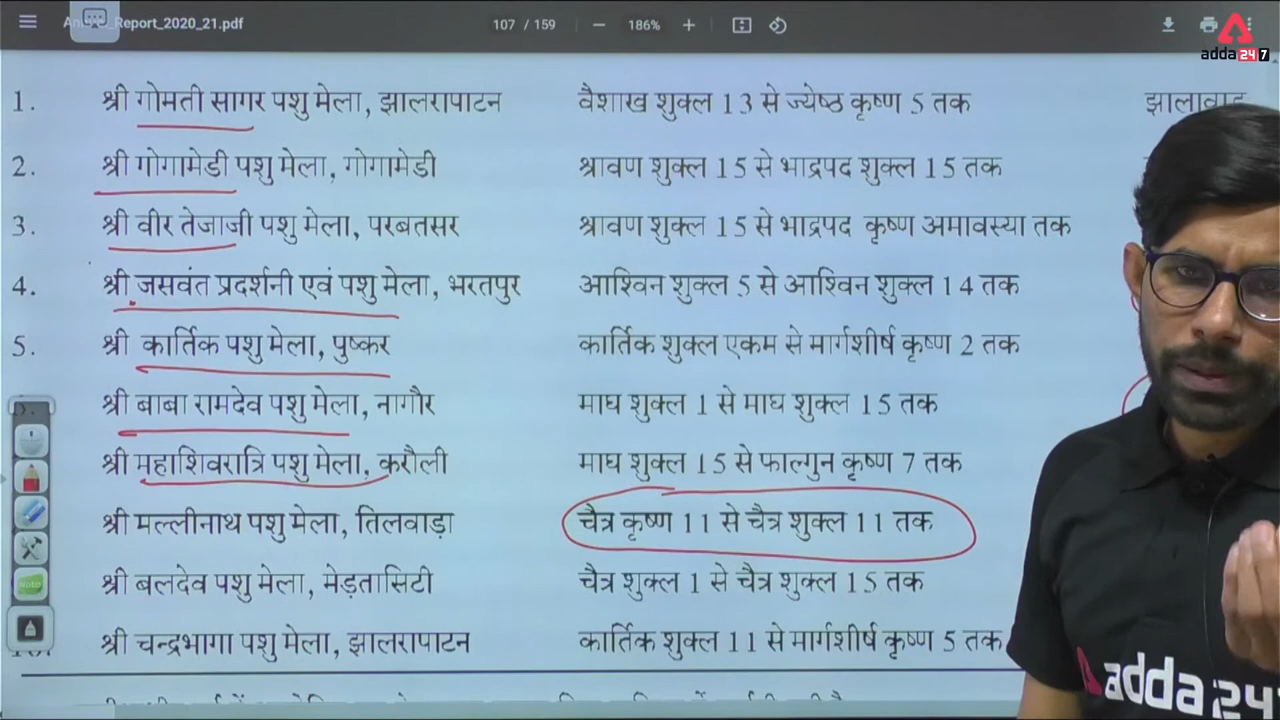 Report_2020_21.pdf 107 / 159 186%
adda 247
1. श्री गोमती सागर पशु मेला, झालरापाटन वैशाख शुक्ल 13 से ज्येष्ठ कृष्ण 5 तक झालावाड़
2. श्री गोगामेडी पशु मेला, गोगामेडी श्रावण शुक्ल 15 से भाद्रपद शुक्ल 15 तक
3. श्री वीर तेजाजी पशु मेला, परबतसर श्रावण शुक्ल 15 से भाद्रपद कृष्ण अमावस्या तक
4. श्री जसवंत प्रदर्शनी एवं पशु मेला, भरतपुर आश्विन शुक्ल 5 से आश्विन शुक्ल 14 तक
5. श्री कार्तिक पशु मेला, पुष्कर कार्तिक शुक्ल एकम से मार्गशीर्ष कृष्ण 2 तक
श्री बाबा रामदेव पशु मेला, नागौर माघ शुक्ल 1 से माघ शुक्ल 15 तक
श्री महाशिवरात्रि पशु मेला, करौली माघ शुक्ल 15 से फाल्गुन कृष्ण 7 तक
श्री मल्लीनाथ पशु मेला, तिलवाड़ा चैत्र कृष्ण 11 से चैत्र शुक्ल 11 तक
श्री बलदेव पशु मेला, मेड़तासिटी चैत्र शुक्ल 1 से चैत्र शुक्ल 15 तक
श्री चन्द्रभागा पशु मेला, झालरापाटन कार्तिक शुक्ल 11 से मार्गशीर्ष कृष्ण 5 तक
adda 247